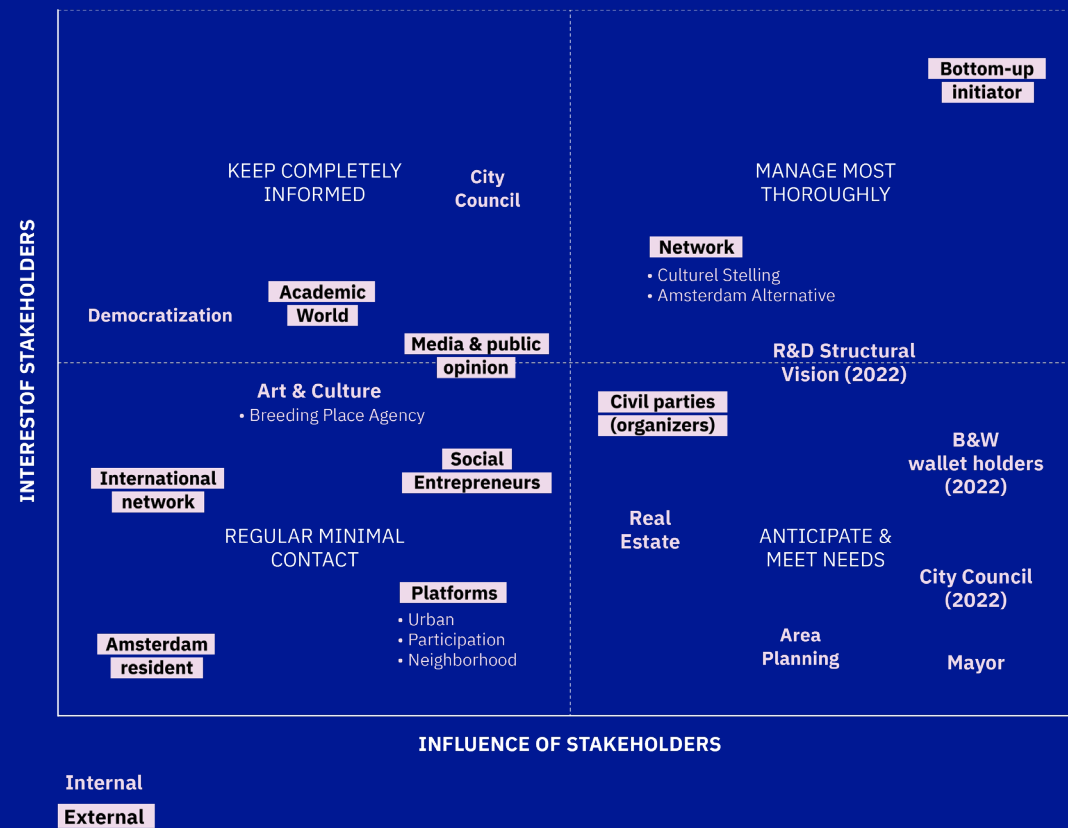 Bottom-up
initiator
KEEP COMPLETELY
INFORMED
City
Council
MANAGE MOST
THOROUGHLY
Network
• Culturel Stelling
• Amsterdam Alternative
Academic
World
Democratization
Media & public
opinion
R&D Structural
Vision (2022)
Art & Culture
• Breeding Place Agency
Civil parties
(organizers)
B&W
wallet holders
(2022)
Social
Entrepreneurs
International
network
Real
Estate
REGULAR MINIMAL
CONTACT
ANTICIPATE &
MEET NEEDS
City Council
(2022)
Platforms
• Urban
• Participation
• Neighborhood
Amsterdam
resident
Area
Planning
Mayor
INTERESTOF STAKEHOLDERS
INFLUENCE OF STAKEHOLDERS
Internal
External